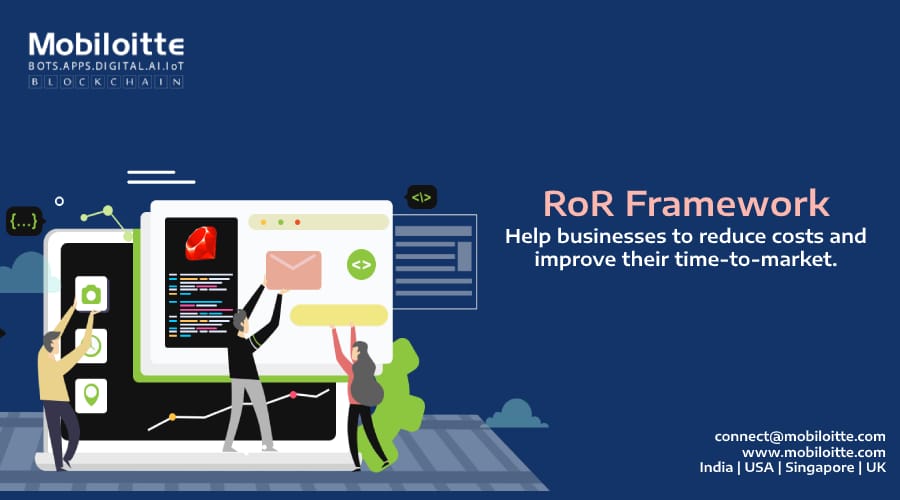 Mobiloitte
BOTS.APPS.DIGITAL.AI.IoT
BLOCKCHAIN
</>
{...}
RoR Framework
Help businesses to reduce costs and
improve their time-to-market.
<>
connect@mobiloitte.com
www.mobiloitte.com
India | USA | Singapore | UK